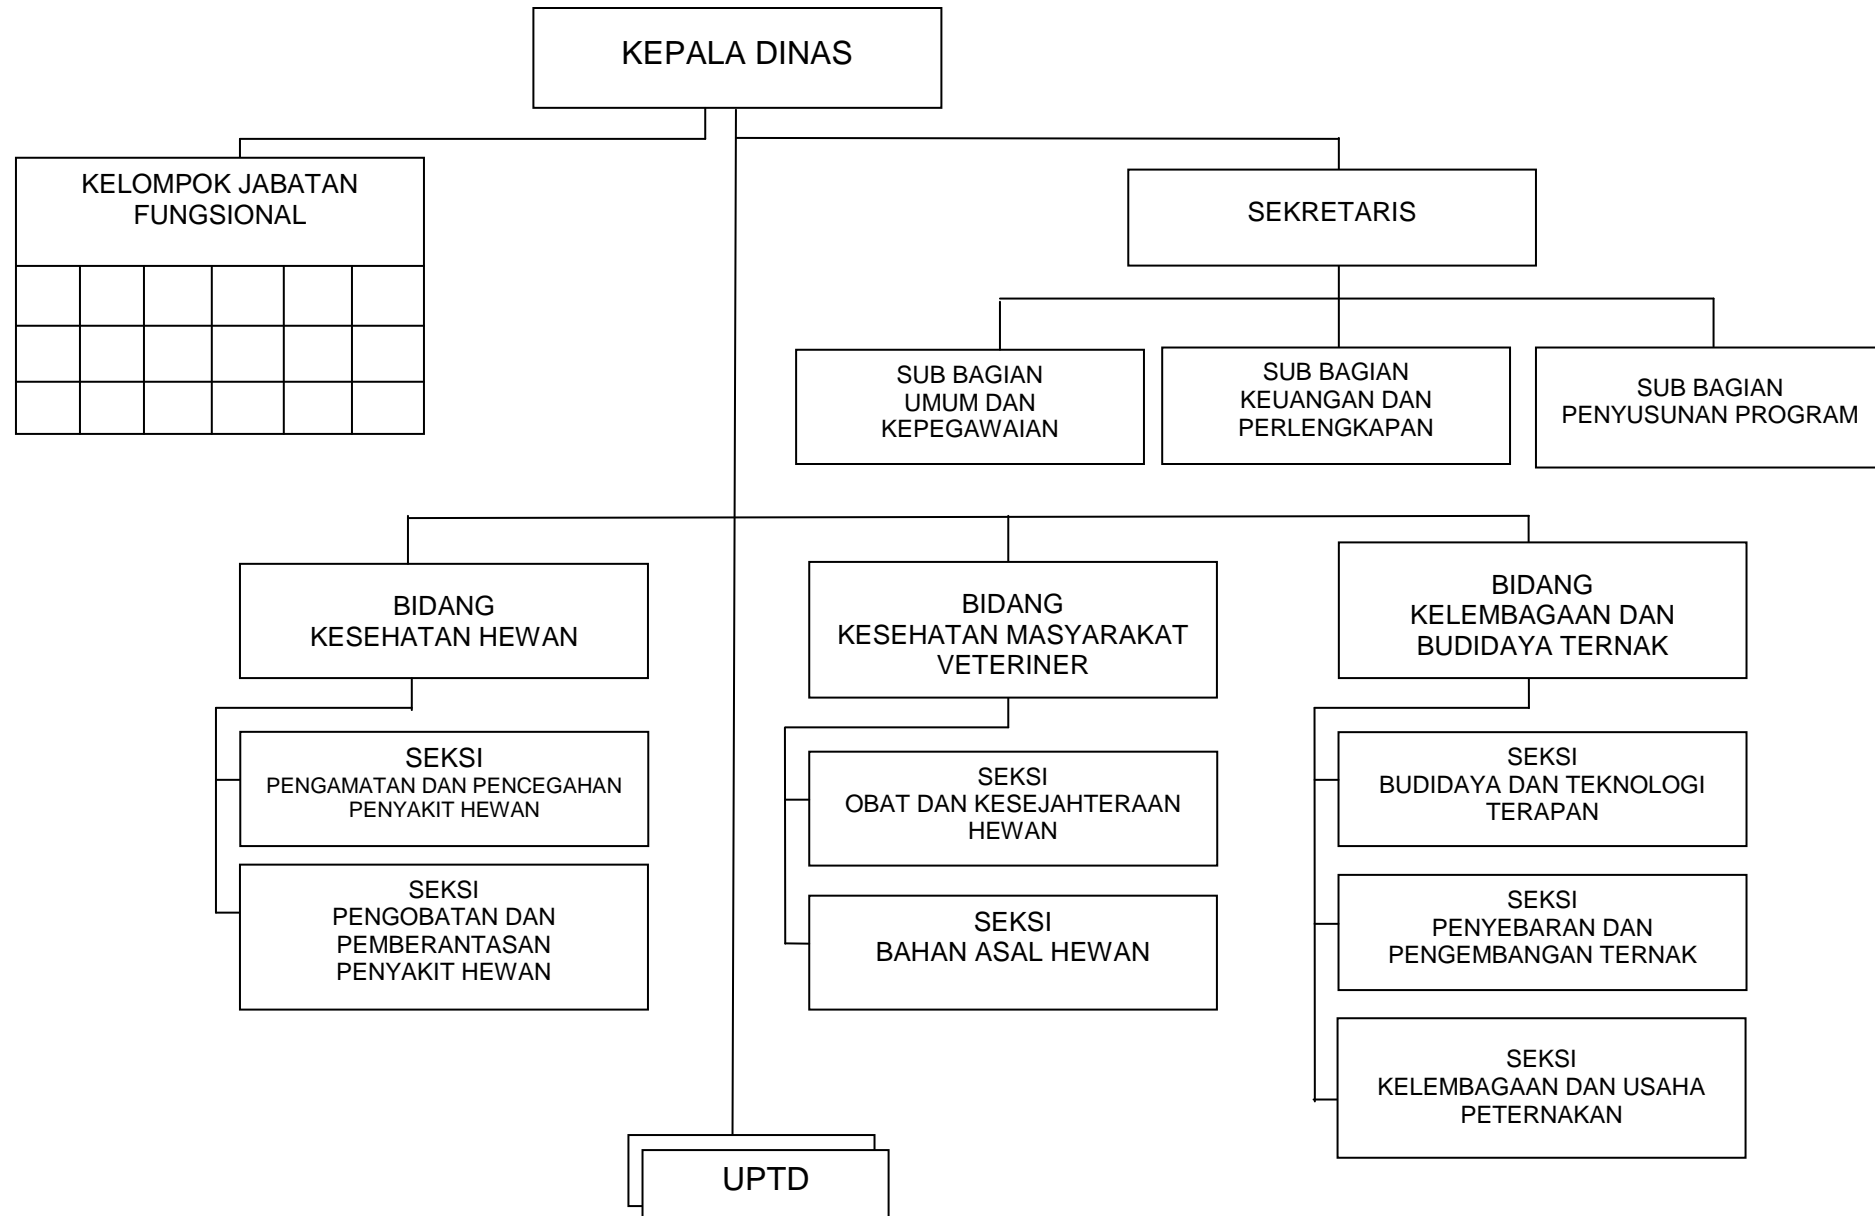 KEPALA DINAS
KELOMPOK JABATAN
FUNGSIONAL
SEKRETARIS
SUB BAGIAN
UMUM DAN
KEPEGAWAIAN
SUB BAGIAN
KEUANGAN DAN
PERLENGKAPAN
SUB BAGIAN
PENYUSUNAN PROGRAM
BIDANG
KESEHATAN HEWAN
BIDANG
KESEHATAN MASYARAKAT
VETERINER
BIDANG
KELEMBAGAAN DAN
BUDIDAYA TERNAK
SEKSI
PENGAMATAN DAN PENCEGAHAN
PENYAKIT HEWAN
SEKSI
PENGOBATAN DAN
PEMBERANTASAN
PENYAKIT HEWAN
SEKSI
OBAT DAN KESEJAHTERAAN
HEWAN
SEKSI
BAHAN ASAL HEWAN
SEKSI
BUDIDAYA DAN TEKNOLOGI
TERAPAN
SEKSI
PENYEBARAN DAN
PENGEMBANGAN TERNAK
SEKSI
KELEMBAGAAN DAN USAHA
PETERNAKAN
UPTD